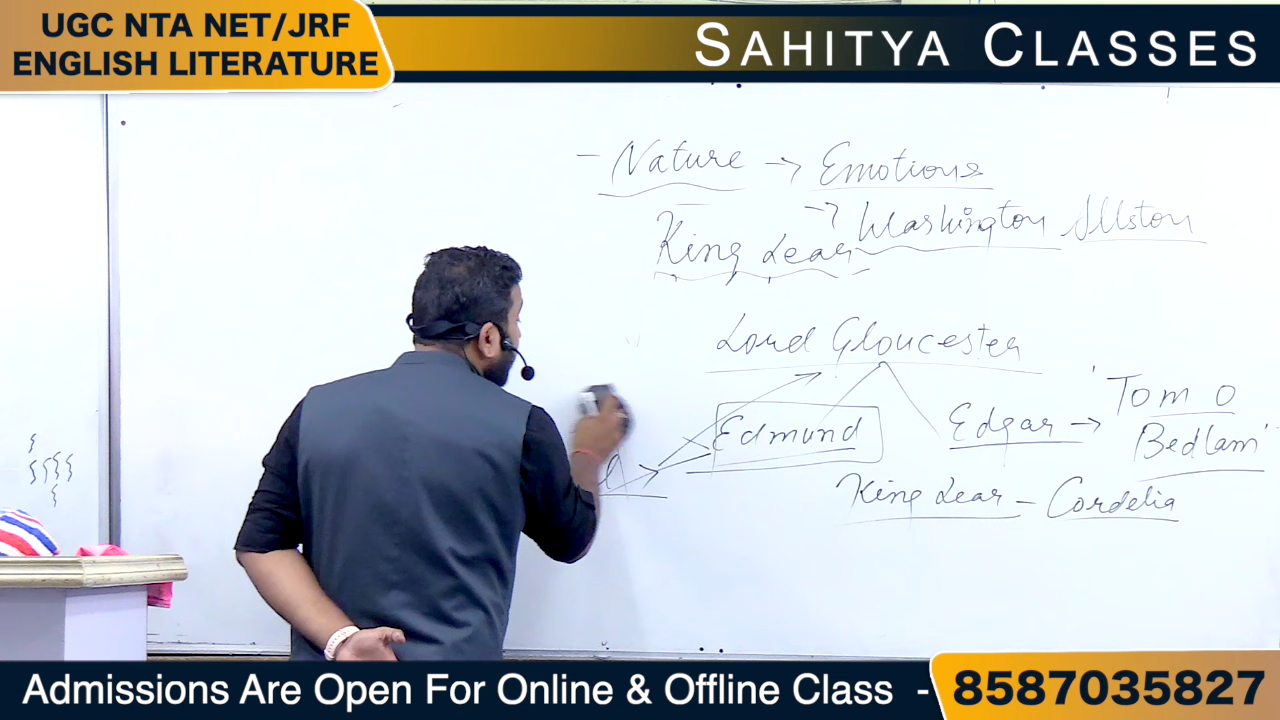 UGC NTA NET/JRF
ENGLISH LITERATURE
SAHITYA CLASSES
- Nature → Emotions
→ Washington Allston
King Lear
Lord Gloucester
Edmund
Edgar → 'Tom O
Bedlam'
King Lear - Cordelia
Admissions Are Open For Online & Offline Class - 8587035827